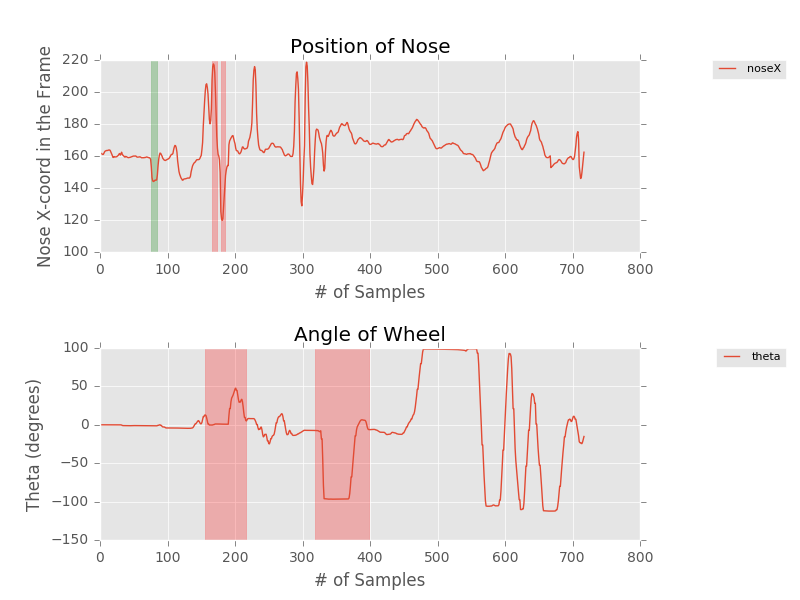 Position of Nose
Nose X-coord in the Frame
220
200
180
160
140
120
100
0 100 200 300 400 500 600 700 800
# of Samples
noseX
Angle of Wheel
Theta (degrees)
100
50
0
−50
−100
−150
0 100 200 300 400 500 600 700 800
# of Samples
theta